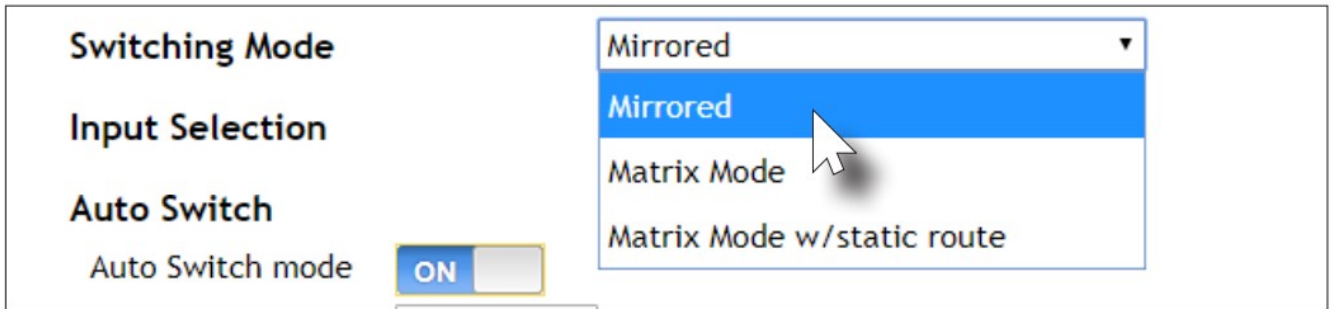 Switching Mode Mirrored
Mirrored
Input Selection
Matrix Mode
Auto Switch
Matrix Mode w/static route
Auto Switch mode ON